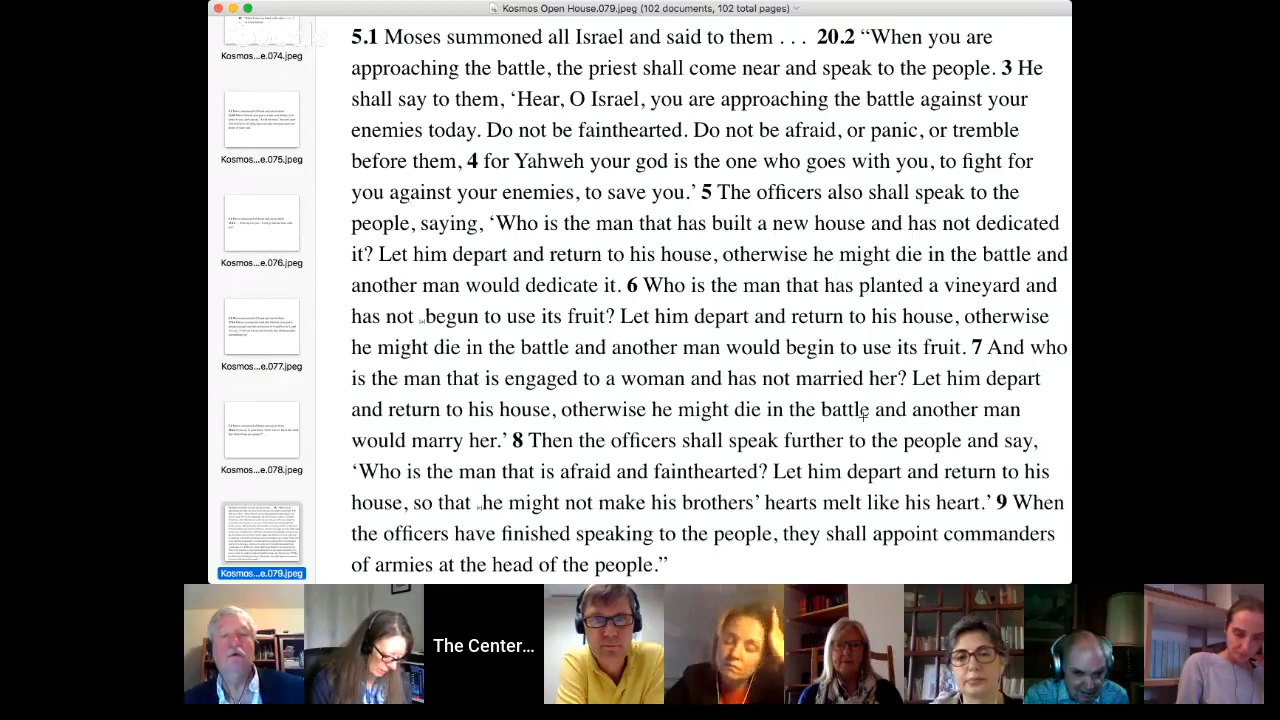 Kosmos Open House.079.jpeg (102 documents, 102 total pages)
Kosmos...e.074.jpeg
Kosmos...e.075.jpeg
Kosmos...e.076.jpeg
Kosmos...e.077.jpeg
Kosmos...e.078.jpeg
Kosmos...e.079.jpeg
5.1 Moses summoned all Israel and said to them . . . 20.2 “When you are
approaching the battle, the priest shall come near and speak to the people. 3 He
shall say to them, ‘Hear, O Israel, you are approaching the battle against your
enemies today. Do not be fainthearted. Do not be afraid, or panic, or tremble
before them, 4 for Yahweh your god is the one who goes with you, to fight for
you against your enemies, to save you.’ 5 The officers also shall speak to the
people, saying, ‘Who is the man that has built a new house and has not dedicated
it? Let him depart and return to his house, otherwise he might die in the battle and
another man would dedicate it. 6 Who is the man that has planted a vineyard and
has not begun to use its fruit? Let him depart and return to his house, otherwise
he might die in the battle and another man would begin to use its fruit. 7 And who
is the man that is engaged to a woman and has not married her? Let him depart
and return to his house, otherwise he might die in the battle and another man
would marry her.’ 8 Then the officers shall speak further to the people and say,
‘Who is the man that is afraid and fainthearted? Let him depart and return to his
house, so that he might not make his brothers’ hearts melt like his heart.’ 9 When
the officers have finished speaking to the people, they shall appoint commanders
of armies at the head of the people.”
The Center...